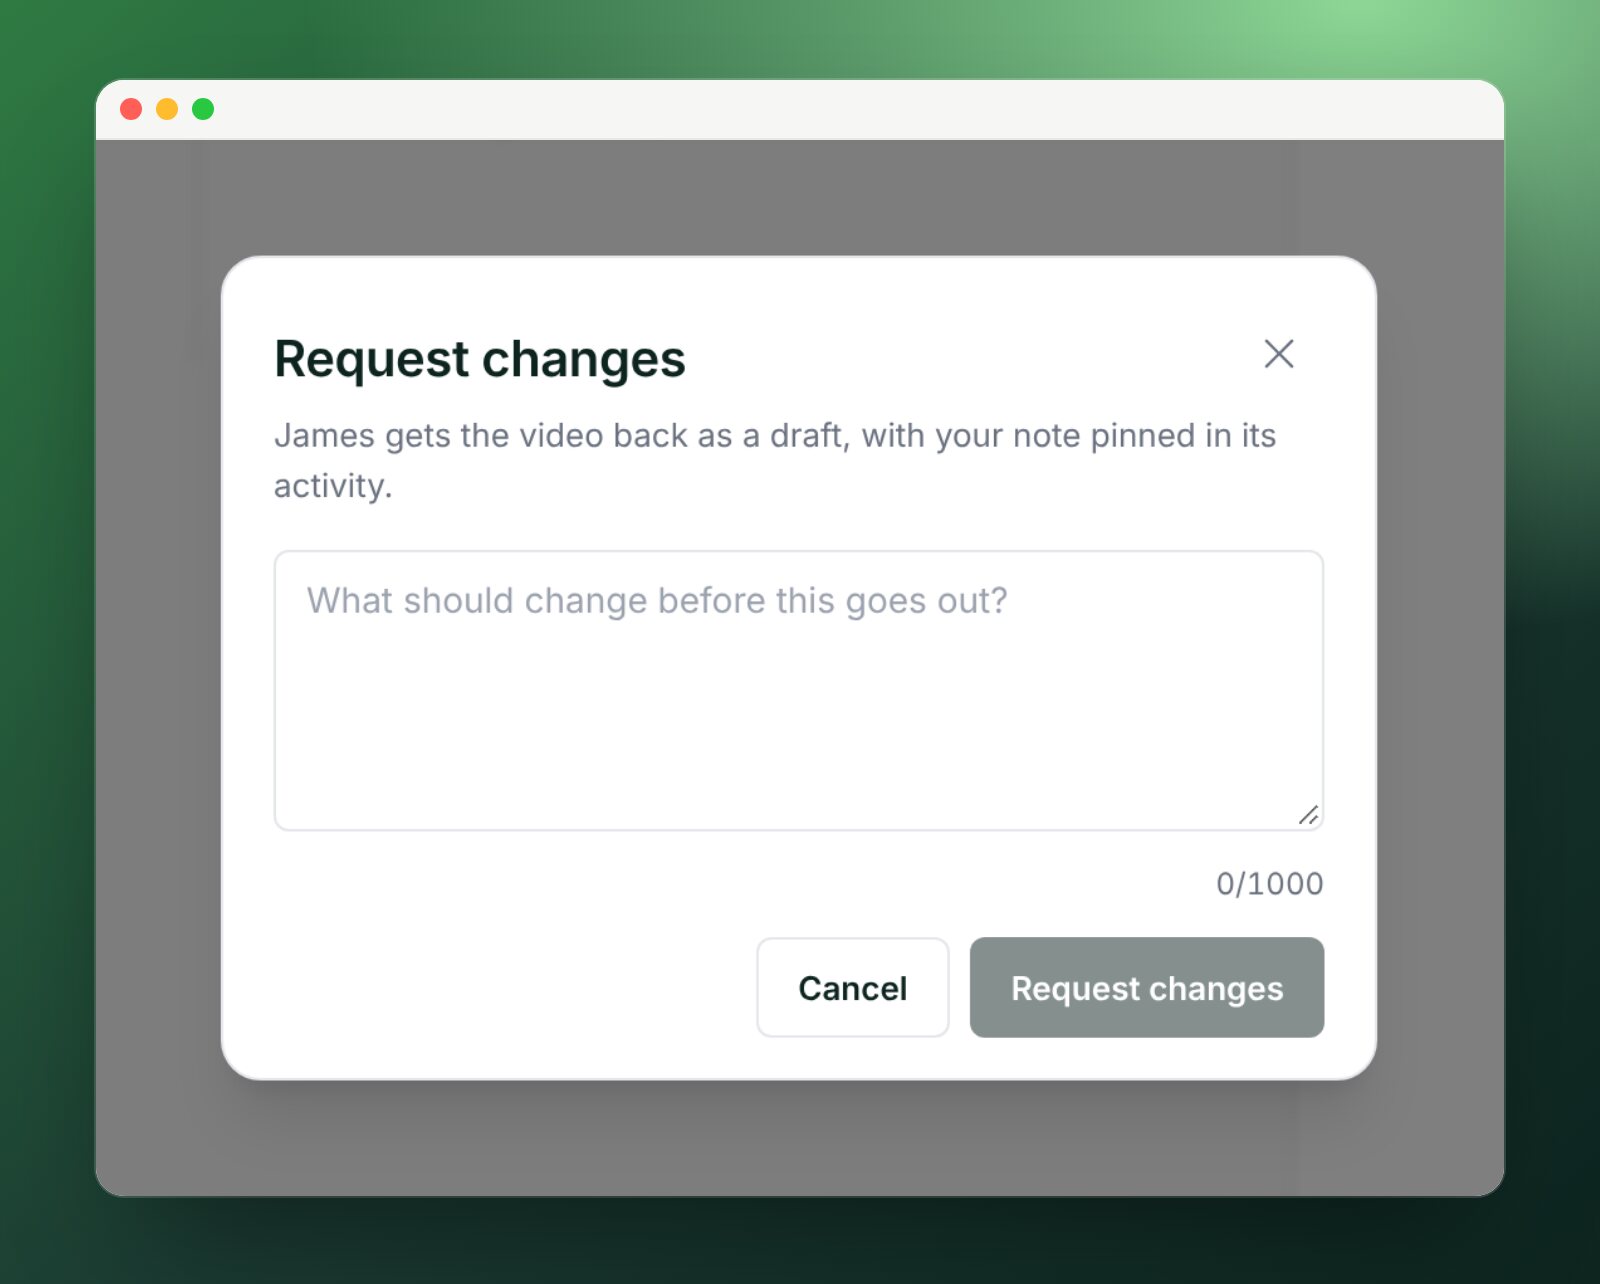 Request changes
James gets the video back as a draft, with your note pinned in its
activity.
What should change before this goes out?
0/1000
Cancel
Request changes